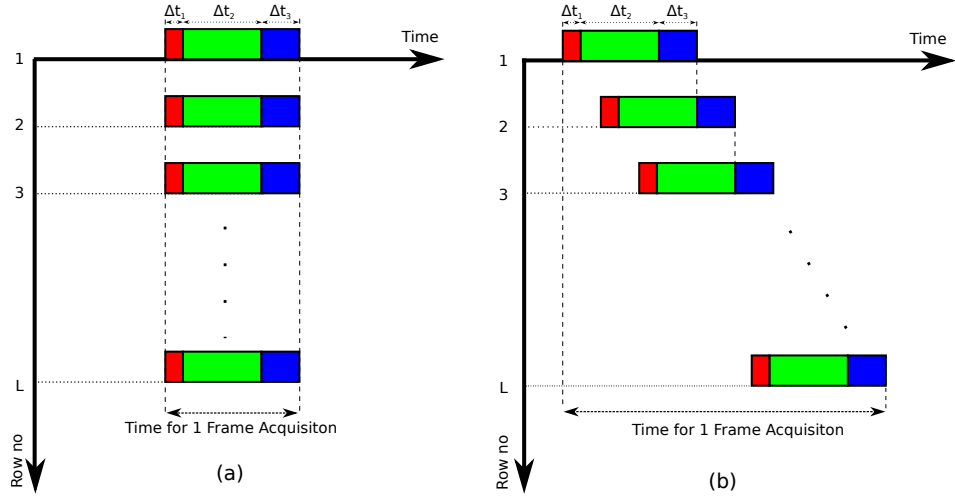 Δt₁ Δt₂ Δt₃
Time
1
2
3
L
Time for 1 Frame Acquisiton
Row no
(a)
Δt₁ Δt₂ Δt₃
Time
1
2
3
L
Time for 1 Frame Acquisiton
Row no
(b)